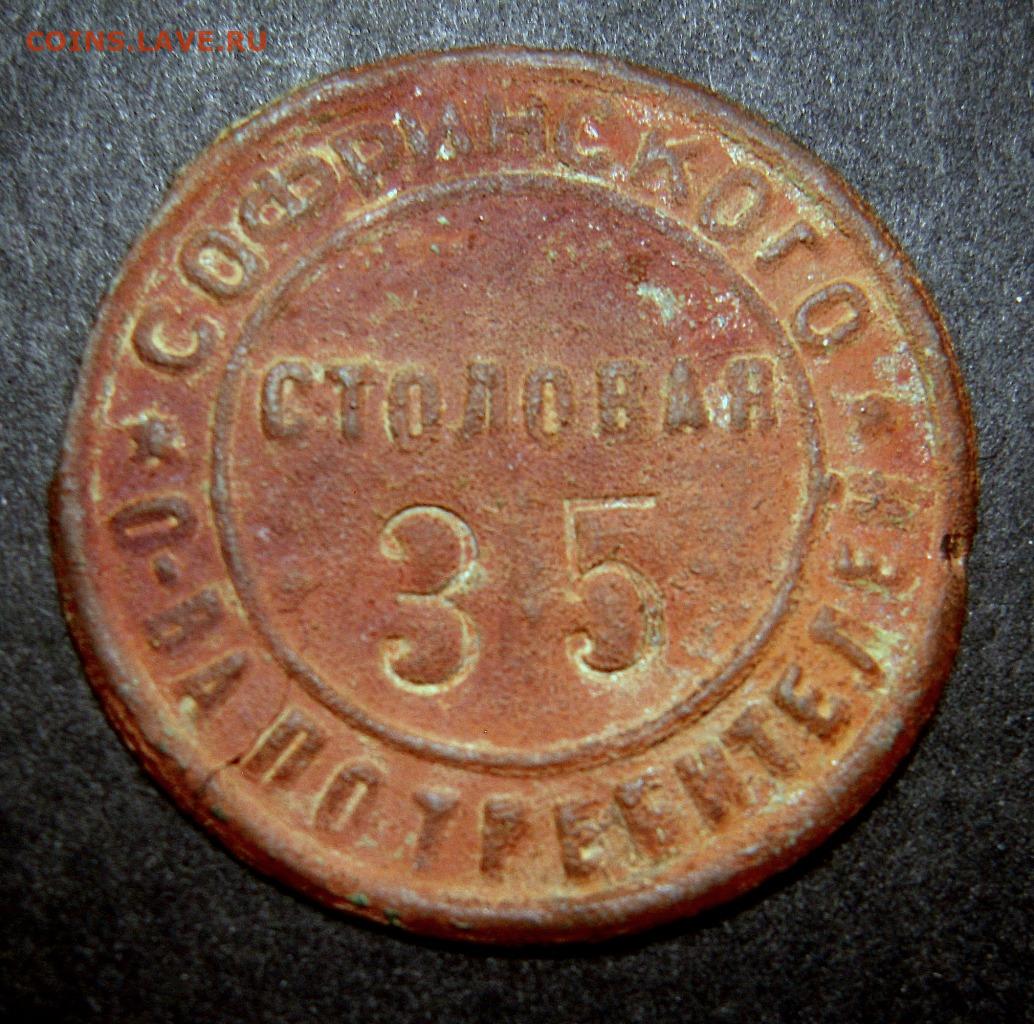 COINS.LAVE.RU
СОФРИНСКОГО
СТОЛОВАЯ
35
О-ВА ПОТРЕБИТЕЛЕЙ